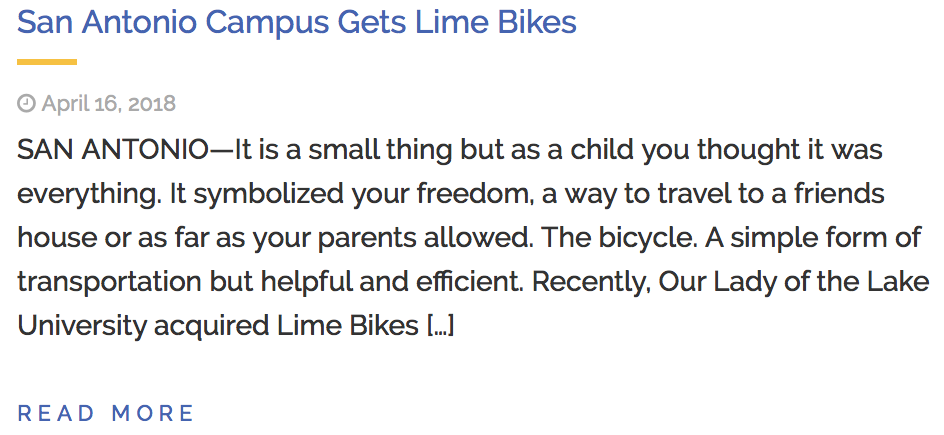 San Antonio Campus Gets Lime Bikes
April 16, 2018
SAN ANTONIO—It is a small thing but as a child you thought it was
everything. It symbolized your freedom, a way to travel to a friends
house or as far as your parents allowed. The bicycle. A simple form of
transportation but helpful and efficient. Recently, Our Lady of the Lake
University acquired Lime Bikes [...]
READ MORE